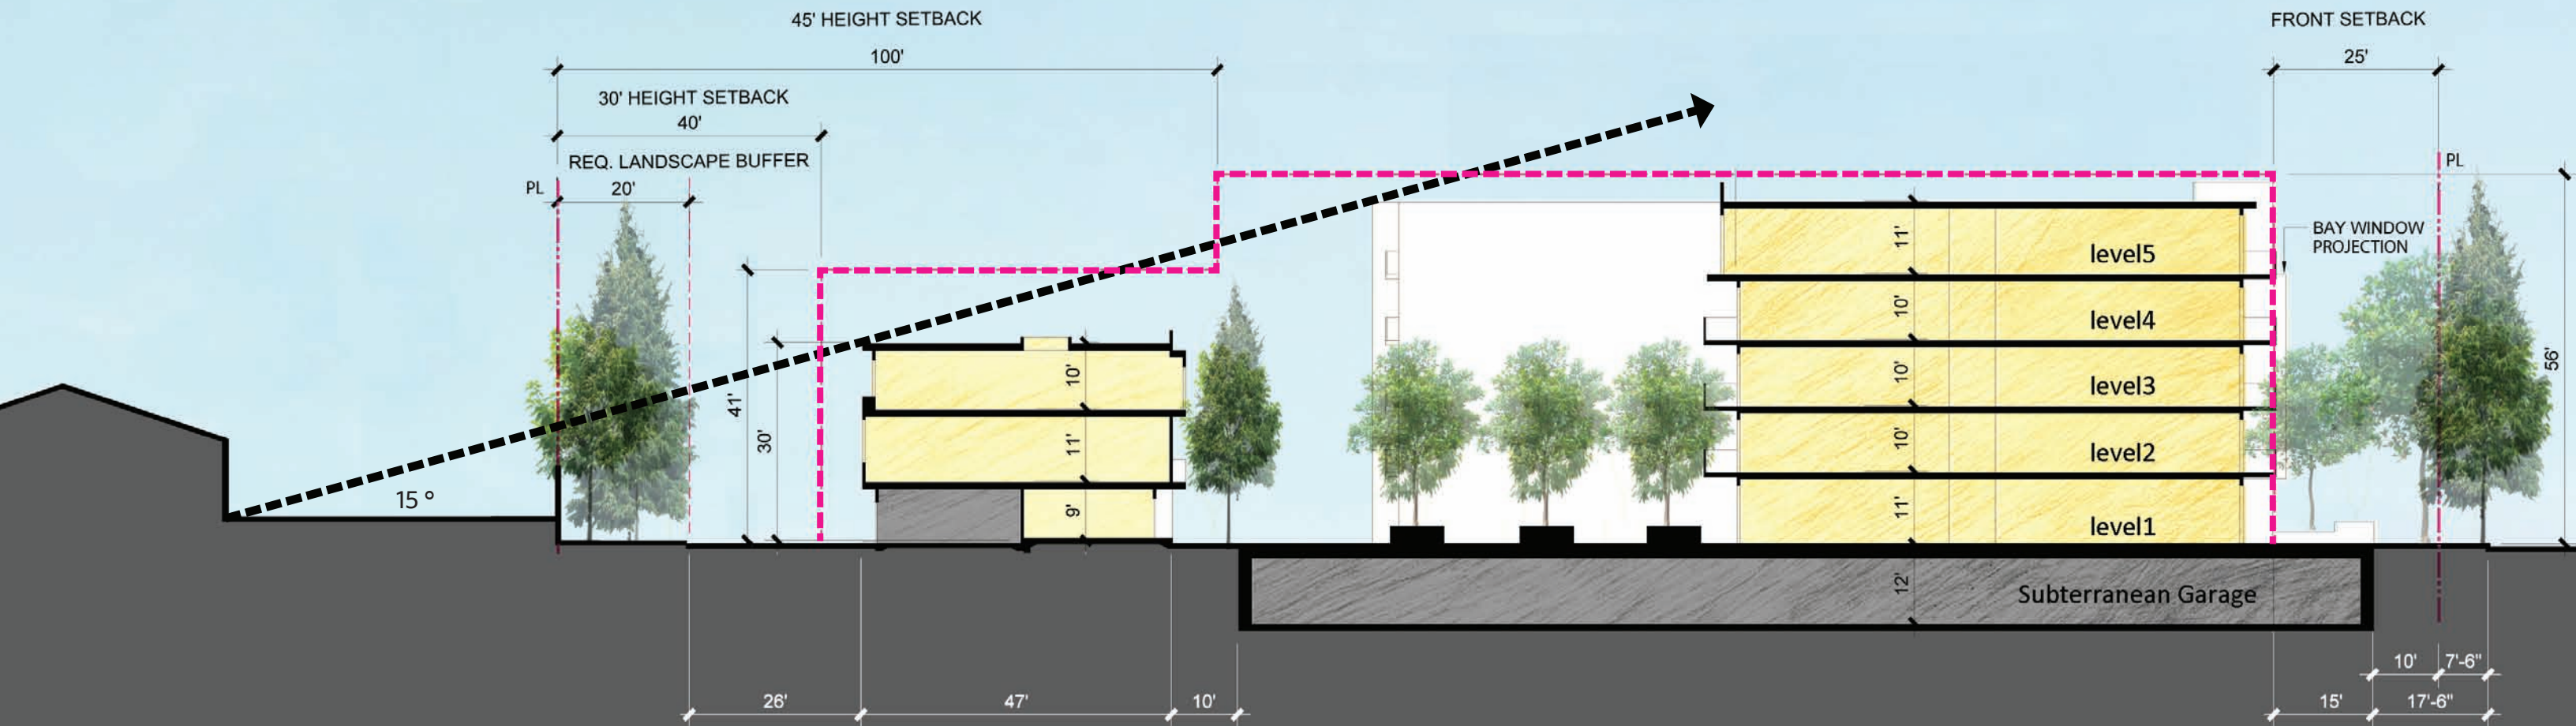 45' HEIGHT SETBACK
100'
FRONT SETBACK
25'
30' HEIGHT SETBACK
40'
REQ. LANDSCAPE BUFFER
PL
20'
PL
BAY WINDOW
PROJECTION
11'
level5
10'
level4
10'
level3
10'
level2
11'
level1
56'
41'
30'
10'
11'
9'
15 °
12'
Subterranean Garage
10'
7'-6"
26'
47'
10'
15'
17'-6"